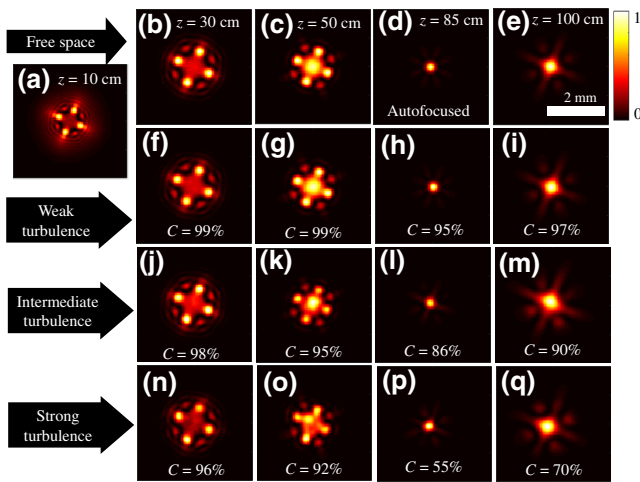 Free space
(a) z = 10 cm
(b) z = 30 cm
(c) z = 50 cm
(d) z = 85 cm
Autofocused
(e) z = 100 cm
2 mm
1
0
Weak
turbulence
(f)
C = 99%
(g)
C = 99%
(h)
C = 95%
(i)
C = 97%
Intermediate
turbulence
(j)
C = 98%
(k)
C = 95%
(l)
C = 86%
(m)
C = 90%
Strong
turbulence
(n)
C = 96%
(o)
C = 92%
(p)
C = 55%
(q)
C = 70%